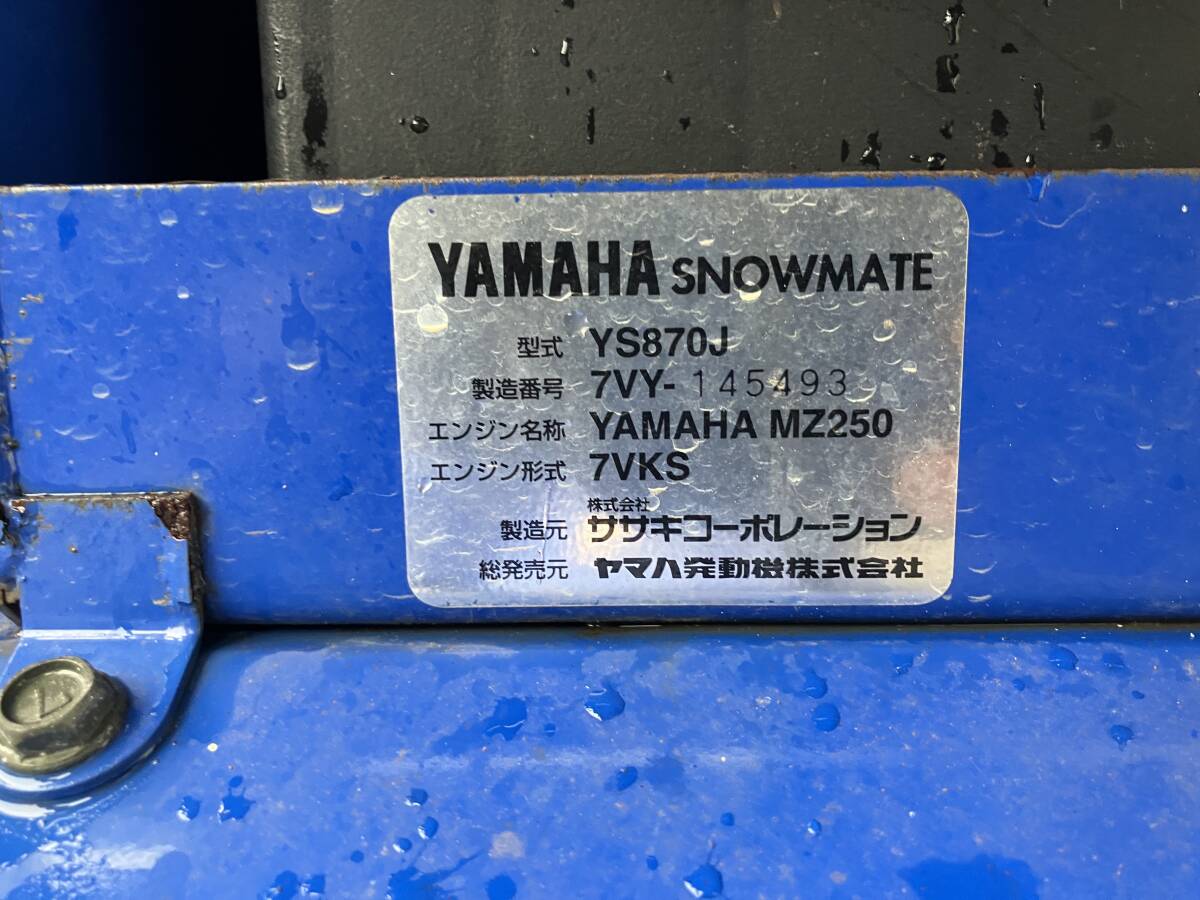 YAMAHA SNOWMATE
型式 YS870J
製造番号 7VY-145493
エンジン名称 YAMAHA MZ250
エンジン形式 7VKS
株式会社
製造元 ササキコーポレーション
総発売元 ヤマハ発動機株式会社